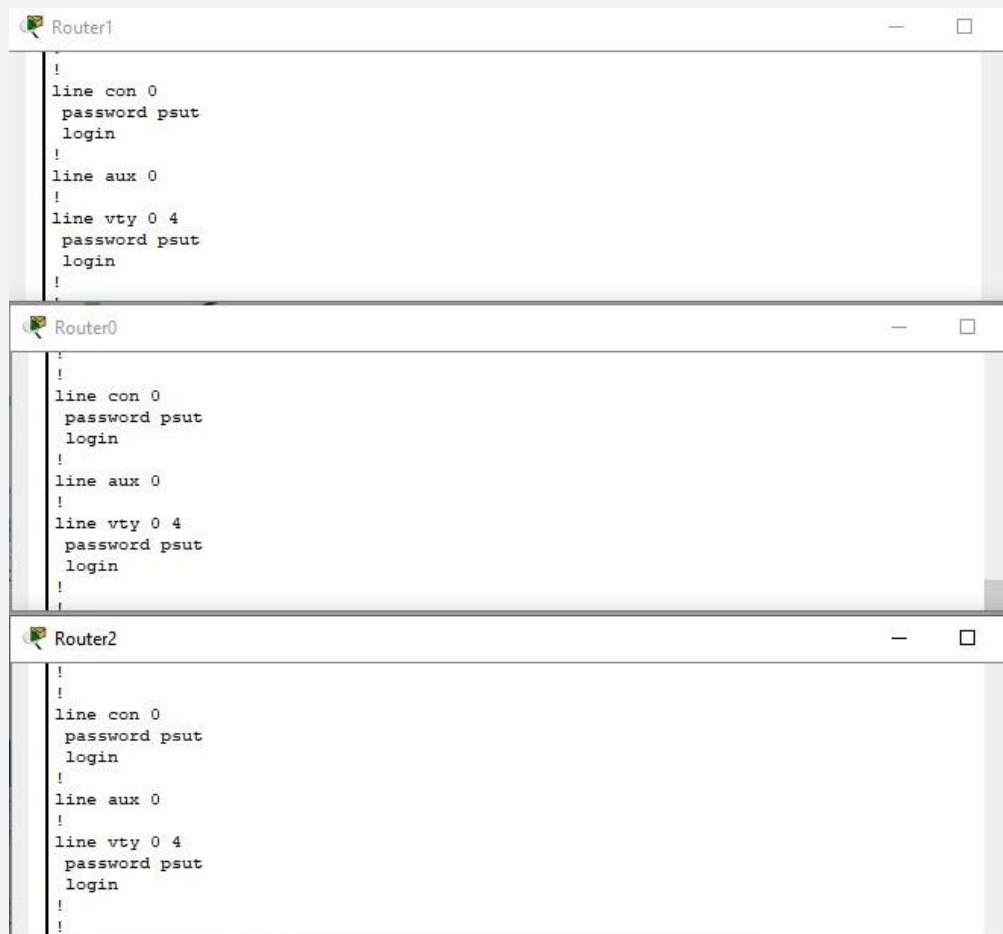 Router1
!
line con 0
password psut
login
!
line aux 0
!
line vty 0 4
password psut
login
!
Router0
!
!
line con 0
password psut
login
!
line aux 0
!
line vty 0 4
password psut
login
!
!
Router2
!
!
line con 0
password psut
login
!
line aux 0
!
line vty 0 4
password psut
login
!
!